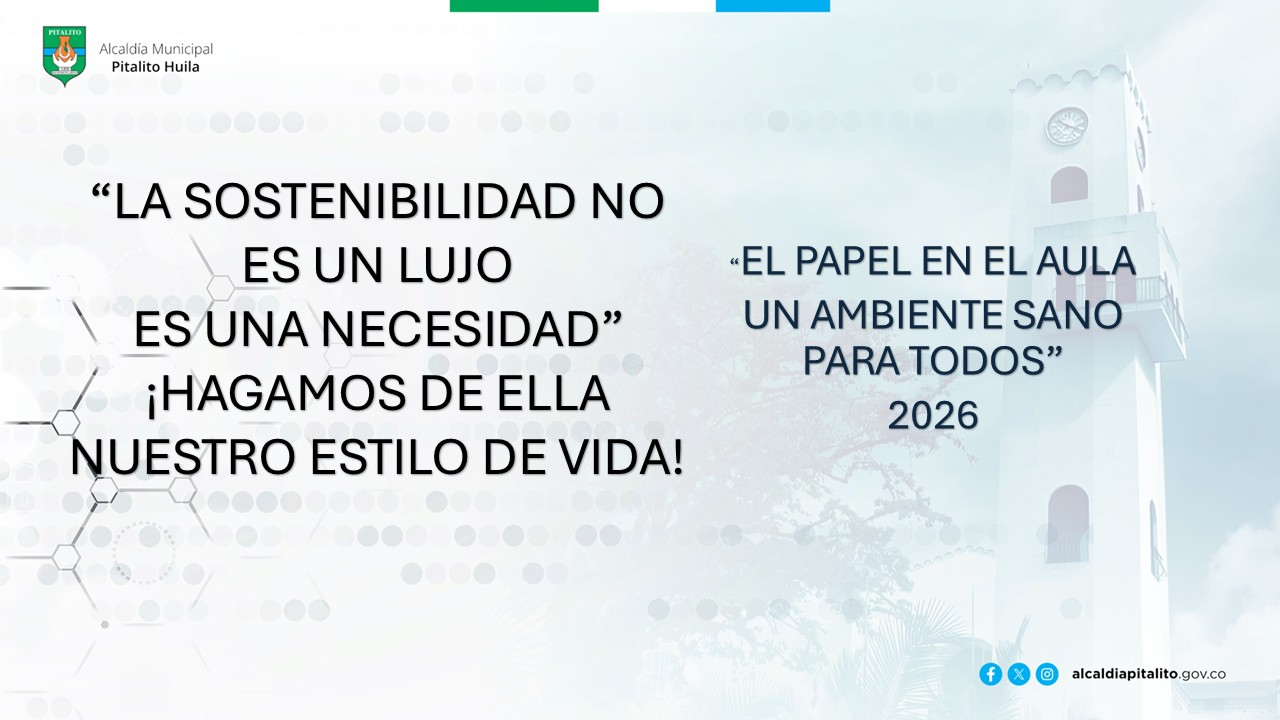 PITALITO
Alcaldía Municipal
Pitalito Huila
“LA SOSTENIBILIDAD NO
ES UN LUJO
ES UNA NECESIDAD”
¡HAGAMOS DE ELLA
NUESTRO ESTILO DE VIDA!
“EL PAPEL EN EL AULA
UN AMBIENTE SANO
PARA TODOS”
2026
alcaldiapitalito.gov.co